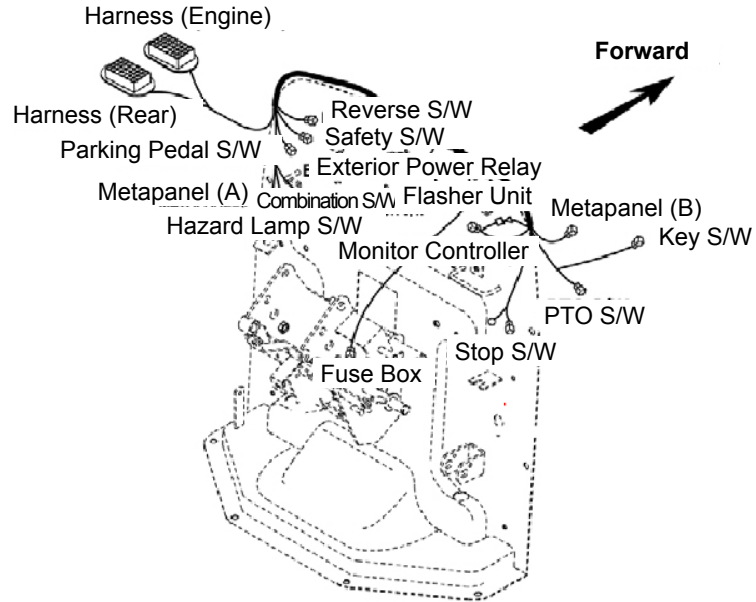 Harness (Engine)
Forward
Harness (Rear)
Reverse S/W
Safety S/W
Parking Pedal S/W
Exterior Power Relay
Metapanel (A)
Combination S/W
Flasher Unit
Metapanel (B)
Hazard Lamp S/W
Key S/W
Monitor Controller
PTO S/W
Stop S/W
Fuse Box